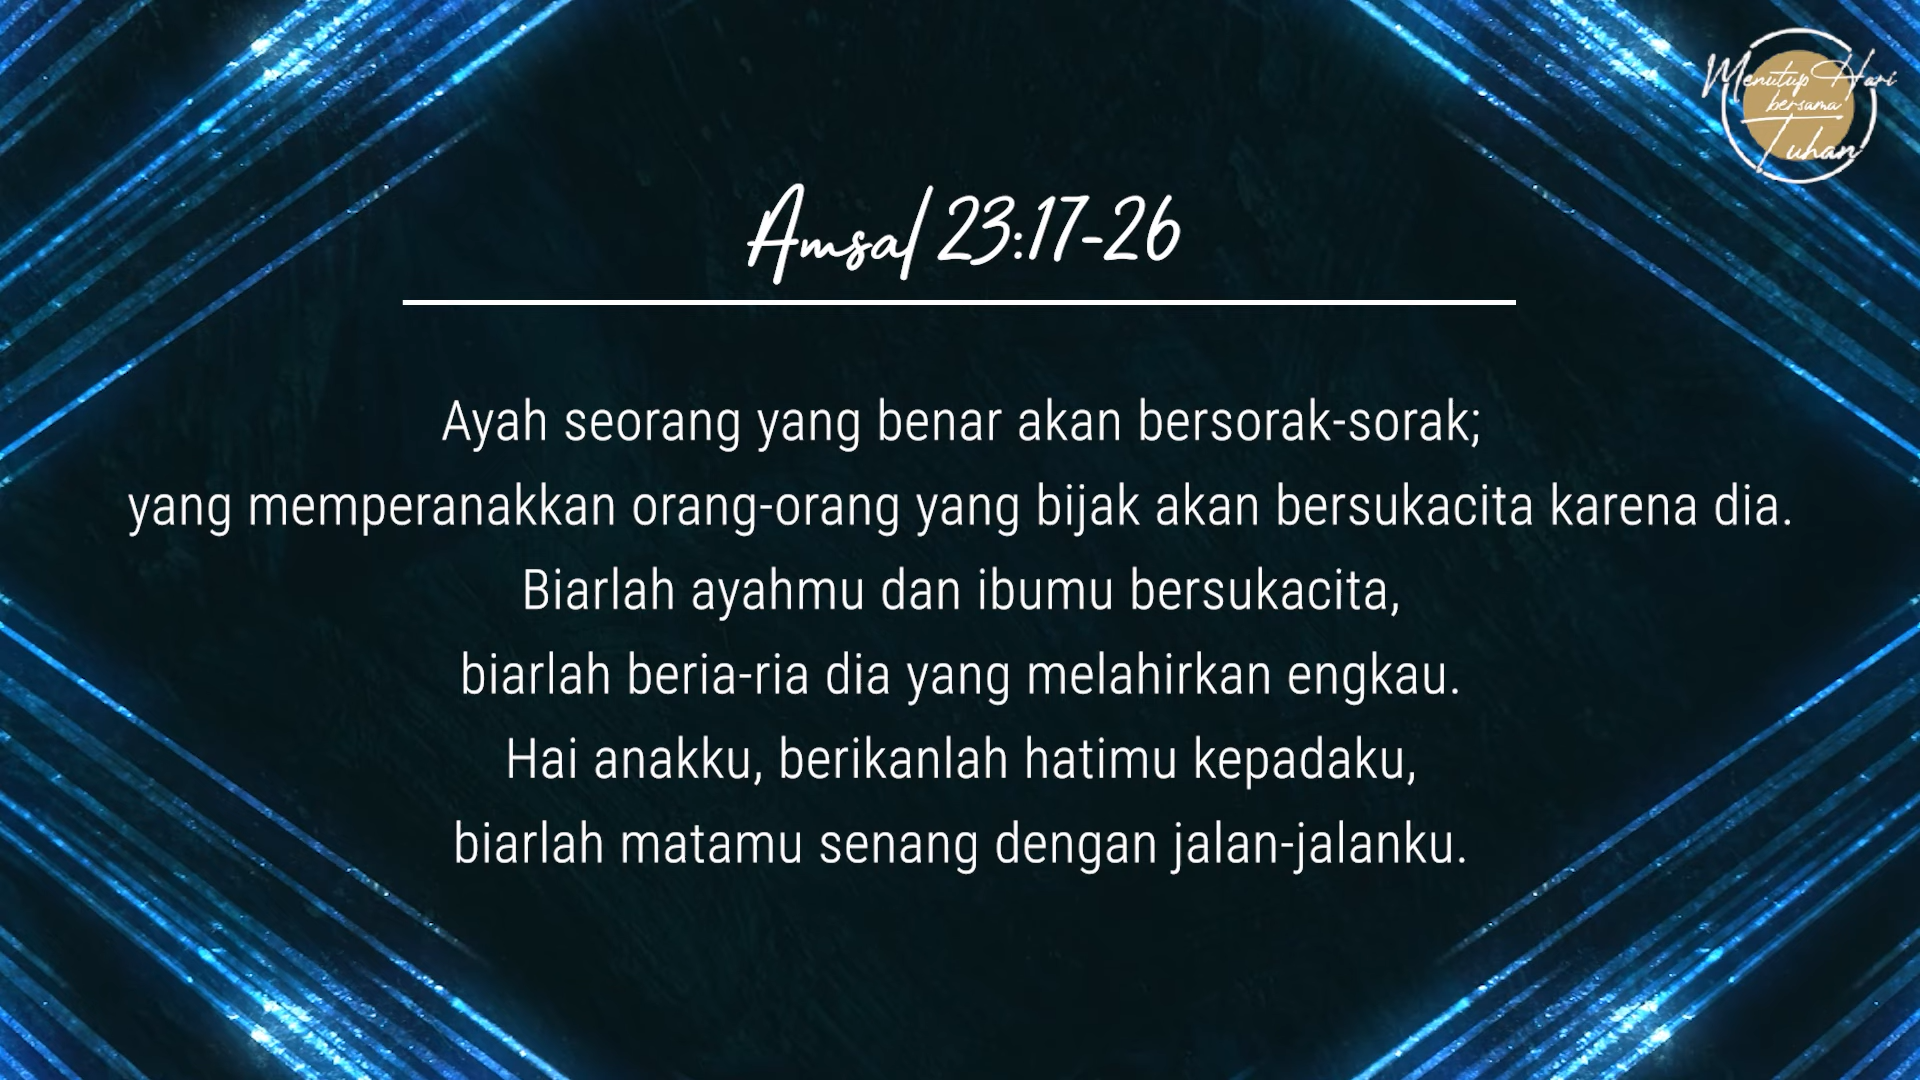 Menutup Hari
bersama
Tuhan
Amsal 23:17-26
Ayah seorang yang benar akan bersorak-sorak;
yang memperanakkan orang-orang yang bijak akan bersukacita karena dia.
Biarlah ayahmu dan ibumu bersukacita,
biarlah beria-ria dia yang melahirkan engkau.
Hai anakku, berikanlah hatimu kepadaku,
biarlah matamu senang dengan jalan-jalanku.